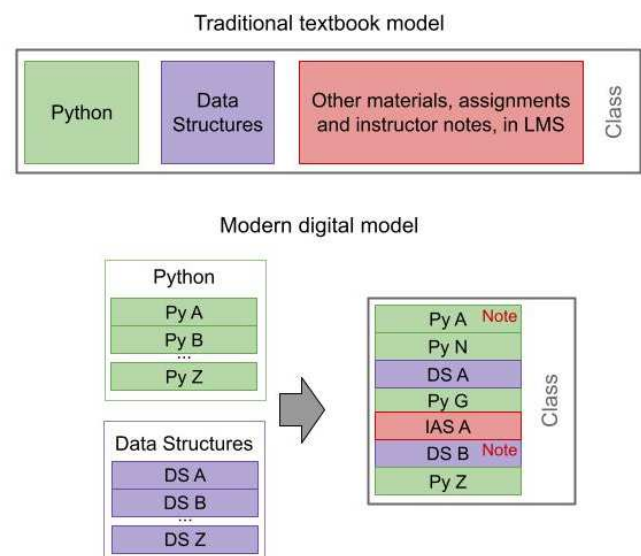 Traditional textbook model
Python
Data
Structures
Other materials, assignments
and instructor notes, in LMS
Class
Modern digital model
Python
Py A
Py B
...
Py Z
Data Structures
DS A
DS B
...
DS Z
Py A Note
Py N
DS A
Py G
IAS A
DS B Note
Py Z
Class